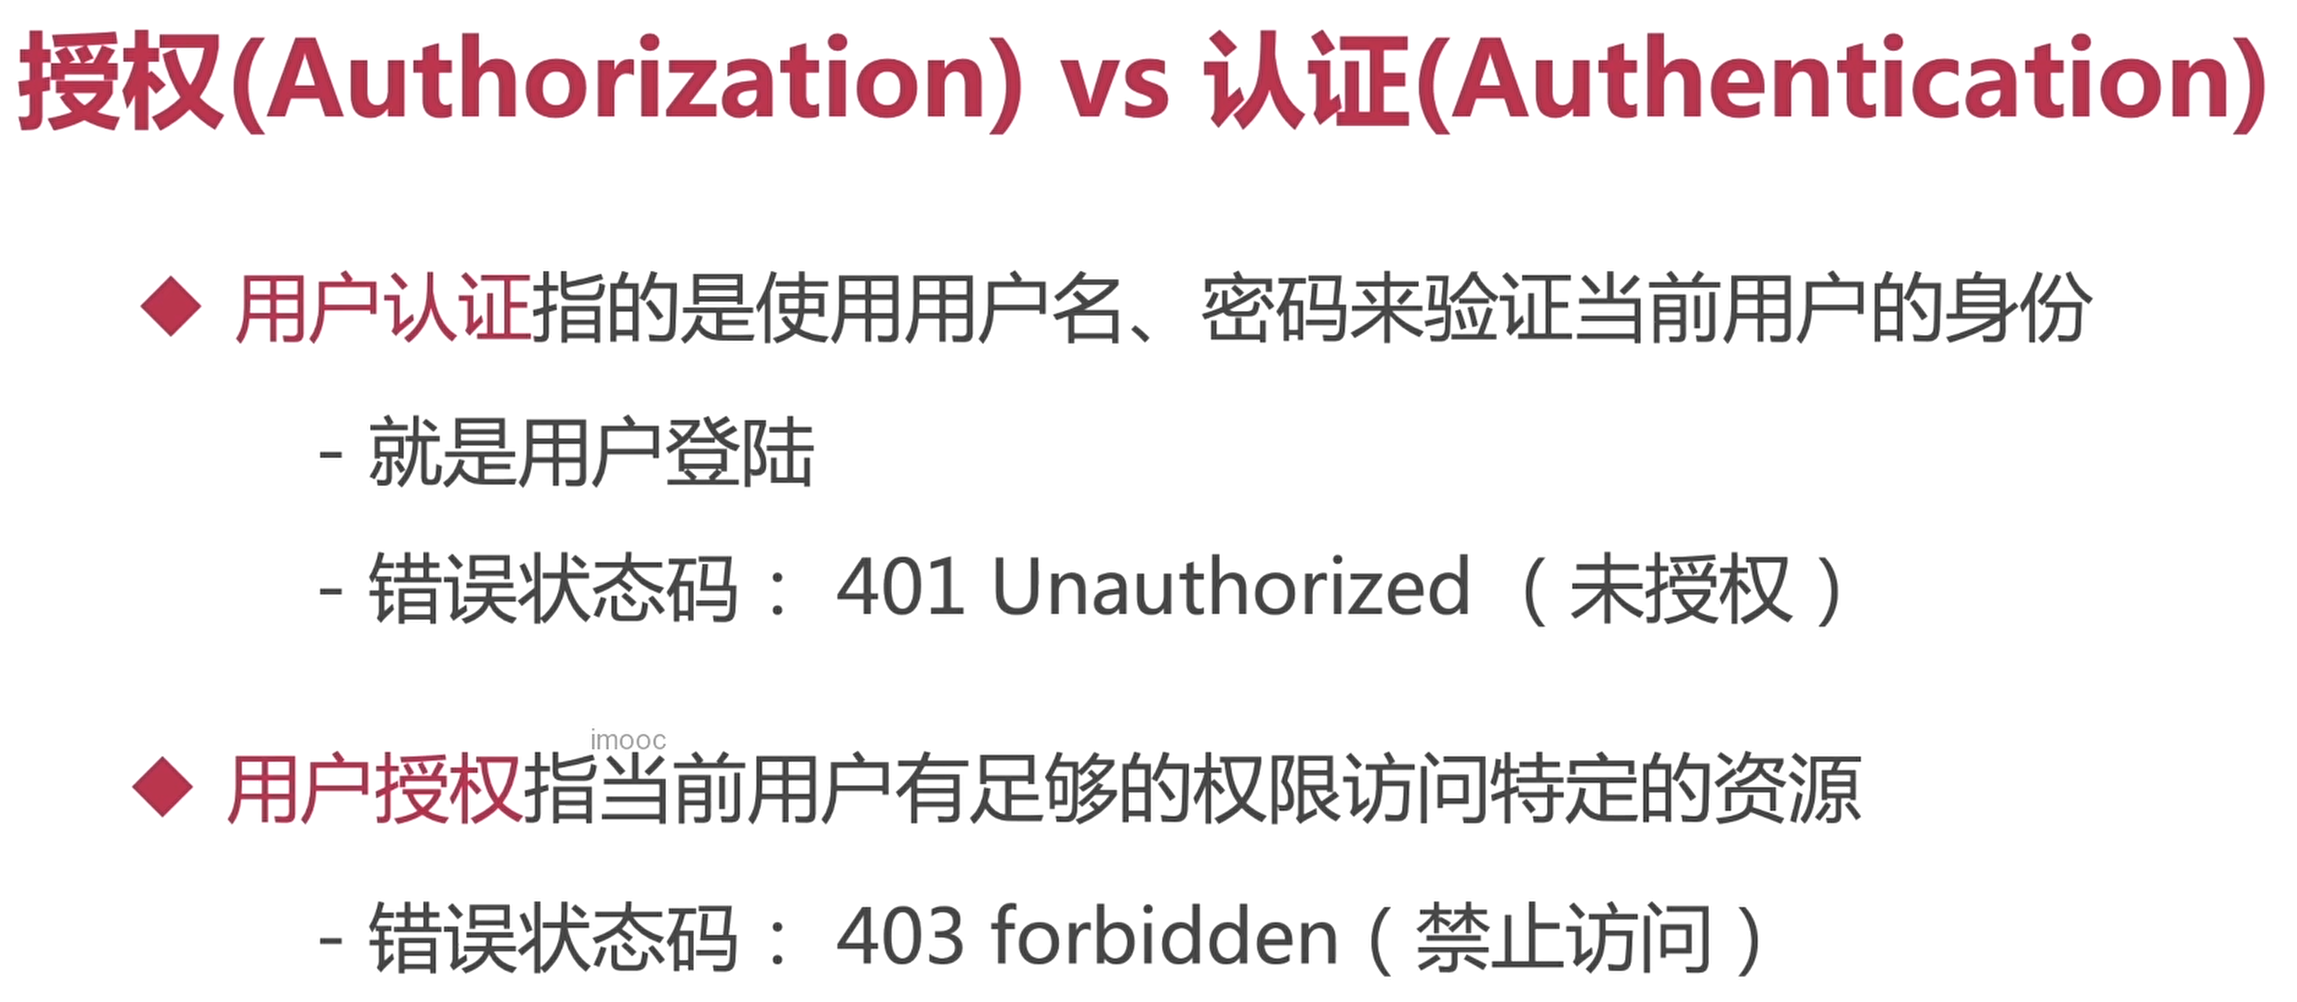 授权(Authorization) vs 认证(Authentication)
◆ 用户认证指的是使用用户名、密码来验证当前用户的身份
- 就是用户登陆
- 错误状态码： 401 Unauthorized （未授权）
imooc
◆ 用户授权指当前用户有足够的权限访问特定的资源
- 错误状态码： 403 forbidden（禁止访问）